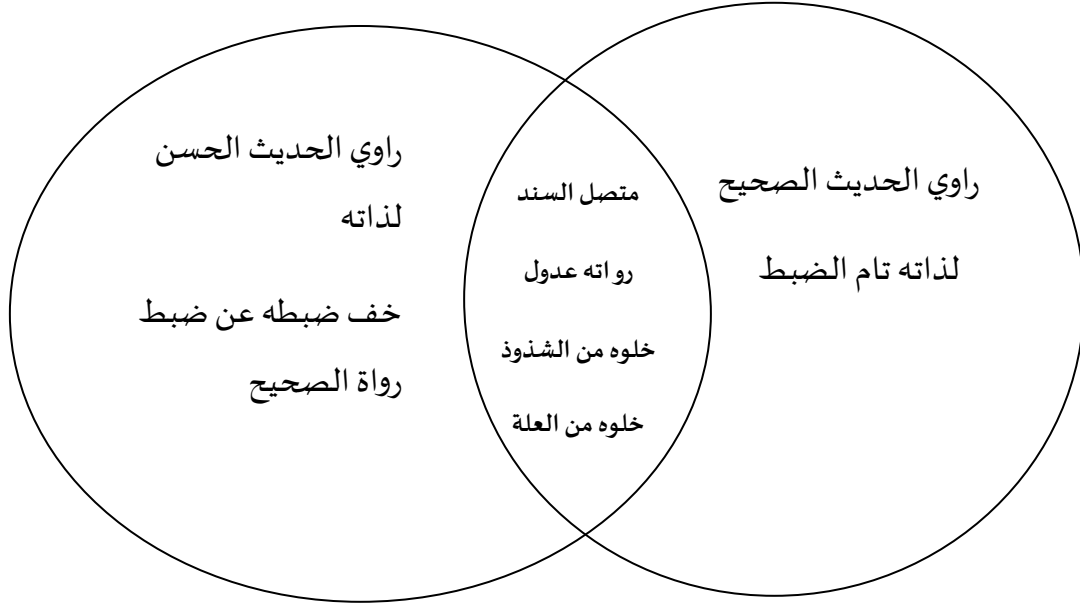 راوي الحديث الصحيح
لذاته تام الضبط
متصل السند
رواته عدول
خلوه من الشذوذ
خلوه من العلة
راوي الحديث الحسن
لذاته
خف ضبطه عن ضبط
رواة الصحيح